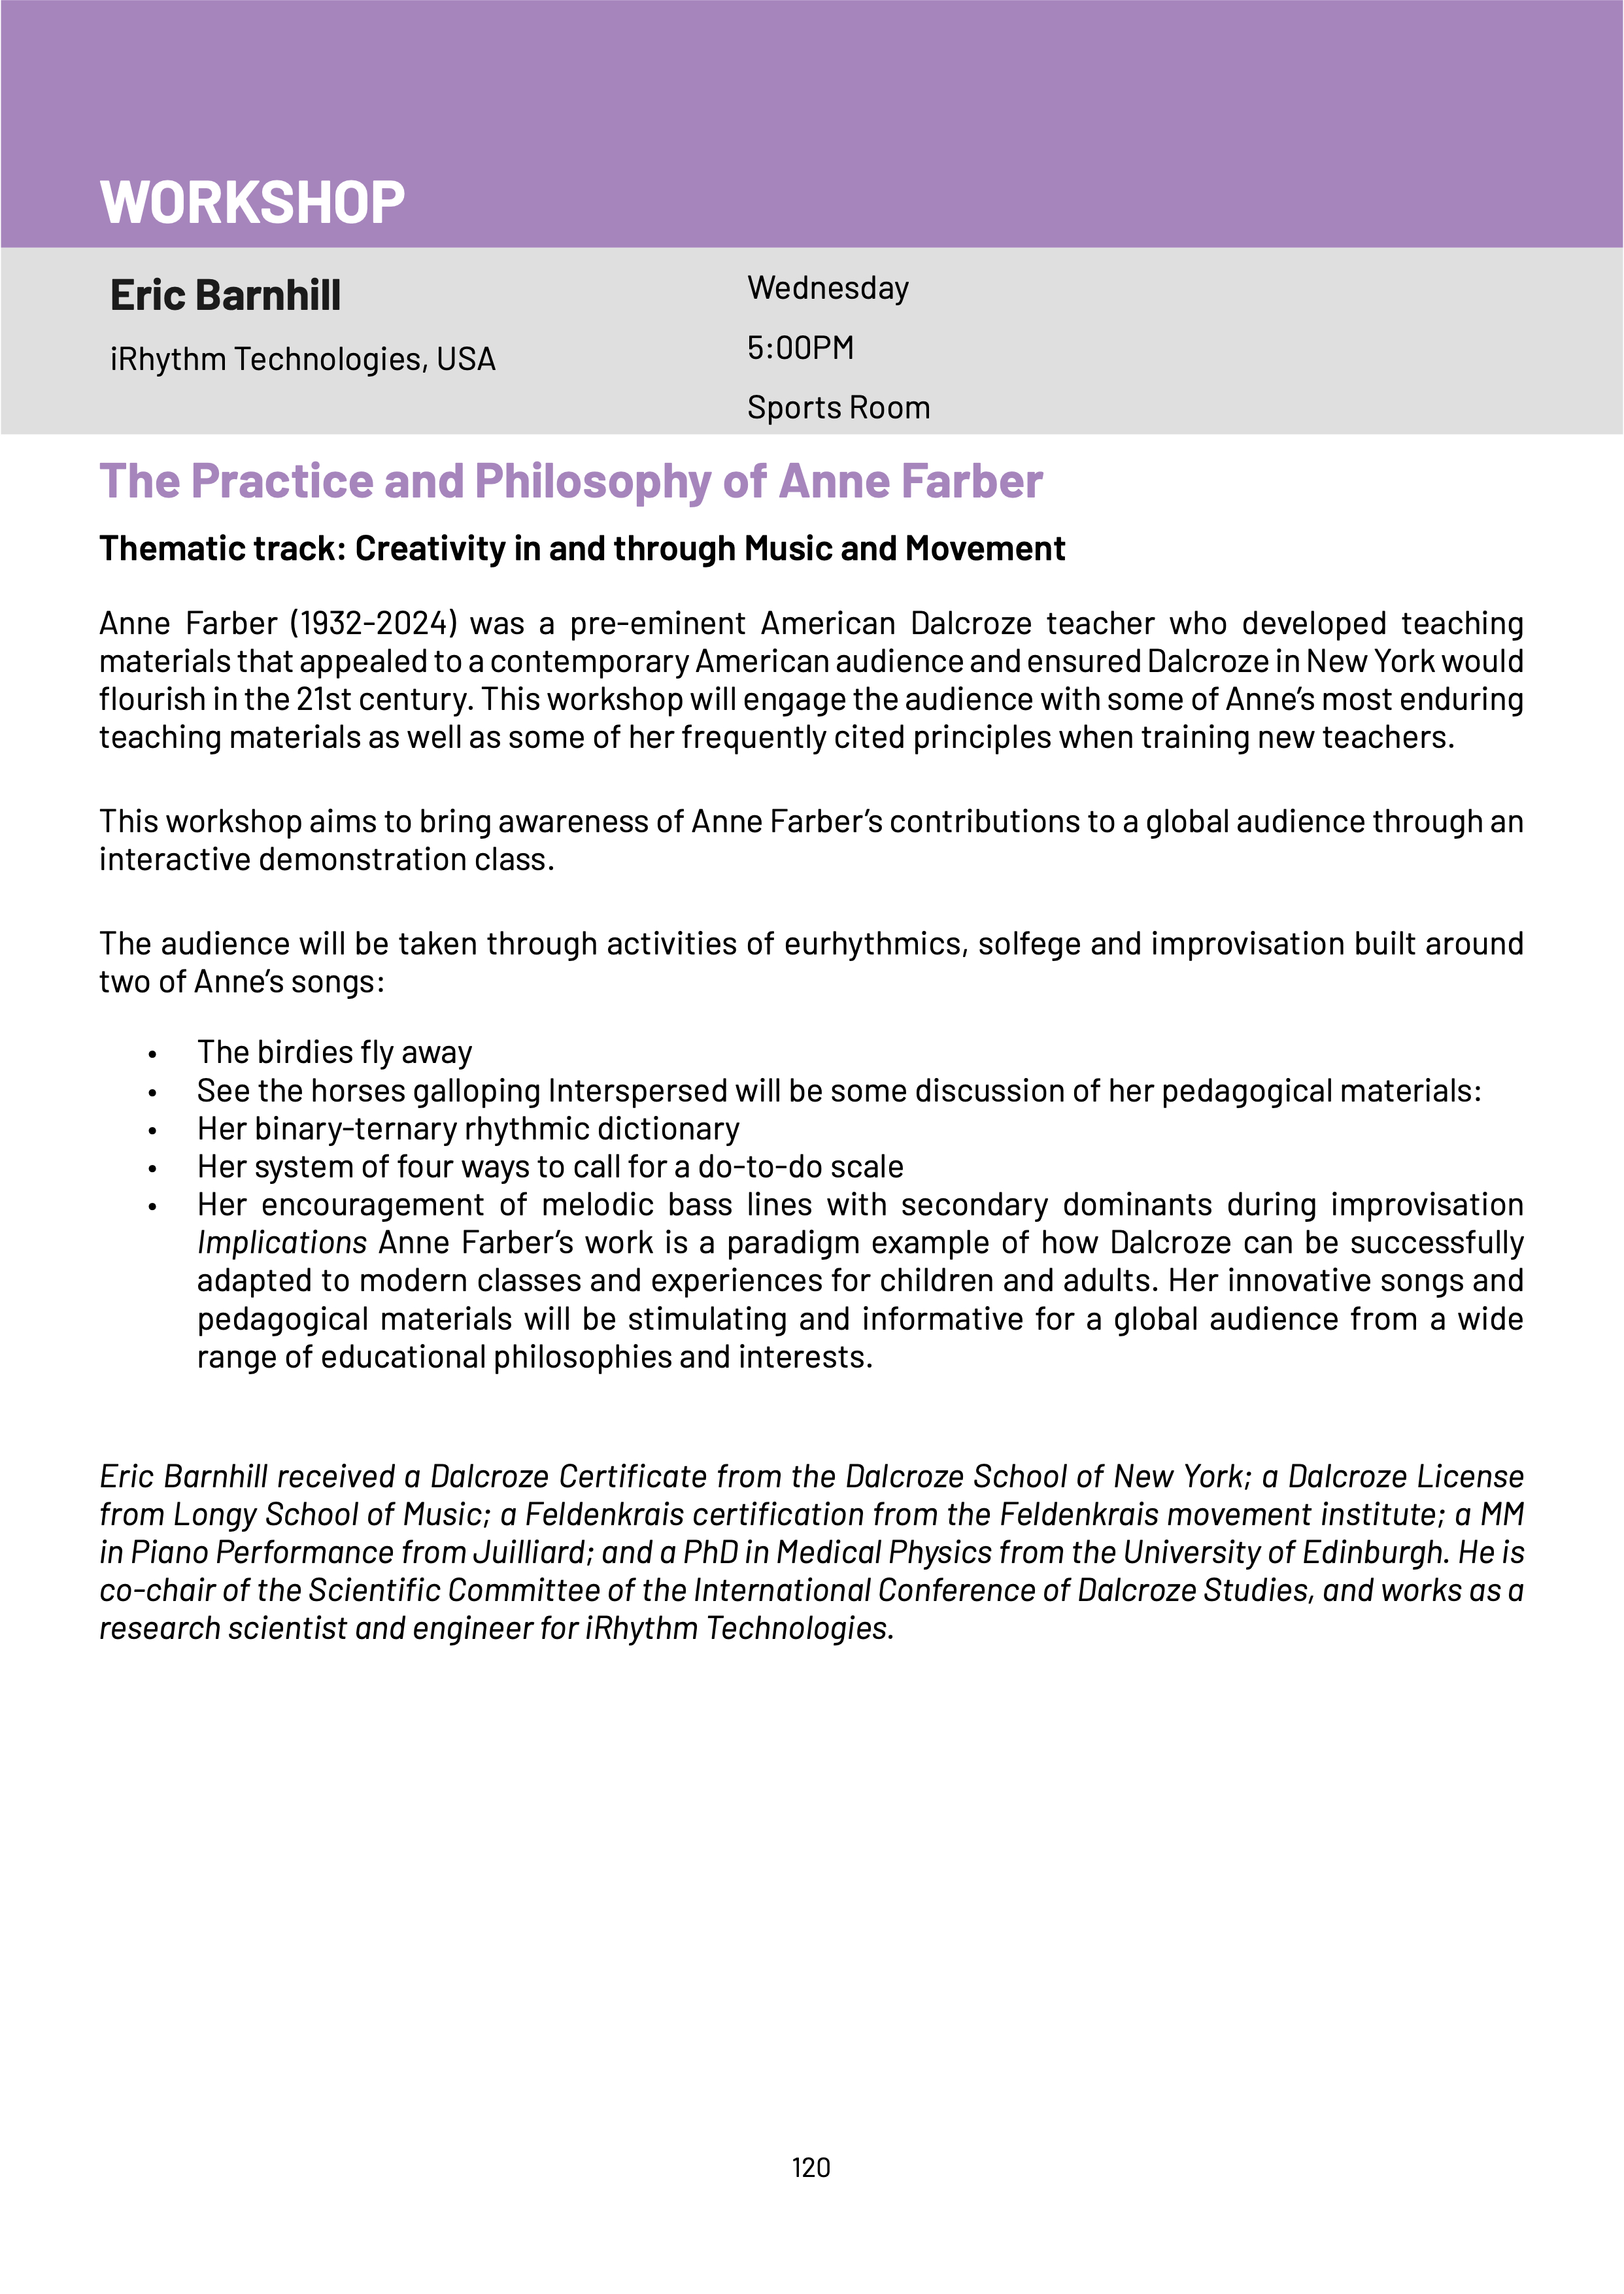 WORKSHOP
Eric Barnhill
iRhythm Technologies, USA
Wednesday
5:00PM
Sports Room
The Practice and Philosophy of Anne Farber
Thematic track: Creativity in and through Music and Movement
Anne Farber (1932-2024) was a pre-eminent American Dalcroze teacher who developed teaching
materials that appealed to a contemporary American audience and ensured Dalcroze in New York would
flourish in the 21st century. This workshop will engage the audience with some of Anne’s most enduring
teaching materials as well as some of her frequently cited principles when training new teachers.
This workshop aims to bring awareness of Anne Farber’s contributions to a global audience through an
interactive demonstration class.
The audience will be taken through activities of eurhythmics, solfege and improvisation built around
two of Anne’s songs:
• The birdies fly away
• See the horses galloping Interspersed will be some discussion of her pedagogical materials:
• Her binary-ternary rhythmic dictionary
• Her system of four ways to call for a do-to-do scale
• Her encouragement of melodic bass lines with secondary dominants during improvisation
Implications Anne Farber’s work is a paradigm example of how Dalcroze can be successfully
adapted to modern classes and experiences for children and adults. Her innovative songs and
pedagogical materials will be stimulating and informative for a global audience from a wide
range of educational philosophies and interests.
Eric Barnhill received a Dalcroze Certificate from the Dalcroze School of New York; a Dalcroze License
from Longy School of Music; a Feldenkrais certification from the Feldenkrais movement institute; a MM
in Piano Performance from Juilliard; and a PhD in Medical Physics from the University of Edinburgh. He is
co-chair of the Scientific Committee of the International Conference of Dalcroze Studies, and works as a
research scientist and engineer for iRhythm Technologies.
120